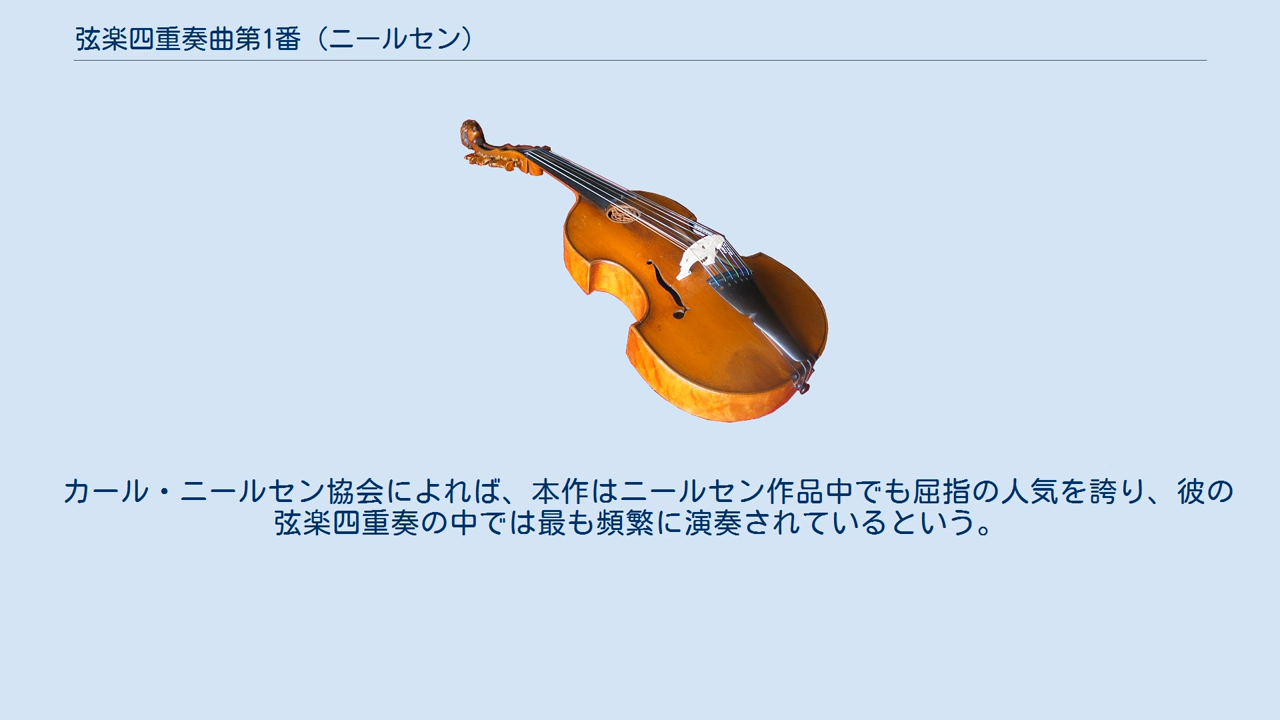 弦楽四重奏曲第1番（ニールセン）
カール・ニールセン協会によれば、本作はニールセン作品中でも屈指の人気を誇り、彼の
弦楽四重奏の中では最も頻繁に演奏されているという。